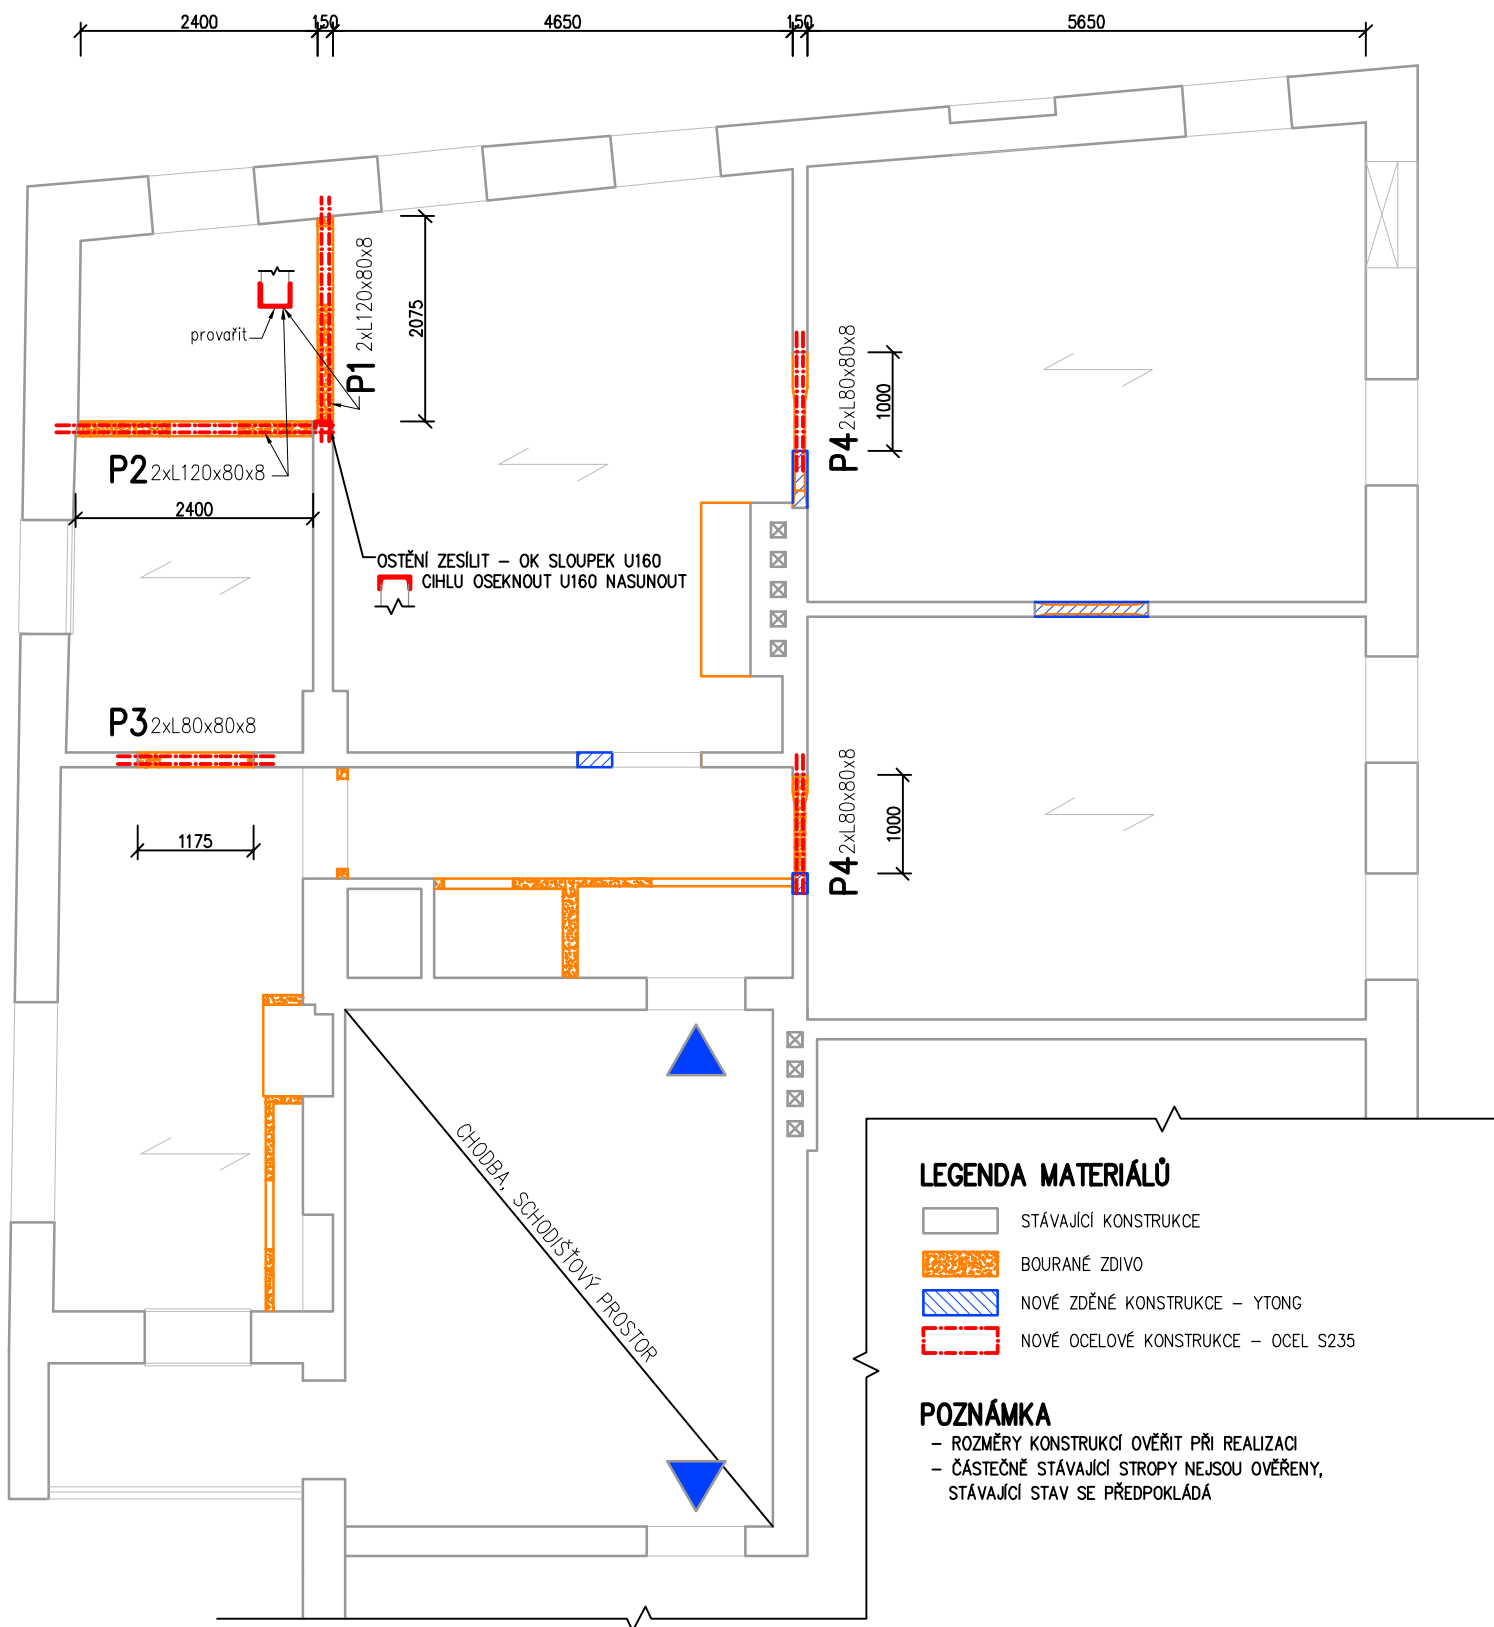 2400
150
4650
150
5650
2075
P1 2xL120x80x8
provařit
P2 2xL120x80x8
2400
P4 2xL80x80x8
1000
OSTĚNÍ ZESÍLIT – OK SLOUPEK U160
CIHLU OSEKNOUT U160 NASUNOUT
P3 2xL80x80x8
1175
P4 2xL80x80x8
1000
CHODBA, SCHODIŠŤOVÝ PROSTOR
LEGENDA MATERIÁLŮ
STÁVAJÍCÍ KONSTRUKCE
BOURANÉ ZDIVO
NOVÉ ZDĚNÉ KONSTRUKCE – YTONG
NOVÉ OCELOVÉ KONSTRUKCE – OCEL S235
POZNÁMKA
– ROZMĚRY KONSTRUKCÍ OVĚŘIT PŘI REALIZACI
– ČÁSTEČNĚ STÁVAJÍCÍ STROPY NEJSOU OVĚŘENY,
STÁVAJÍCÍ STAV SE PŘEDPOKLÁDÁ